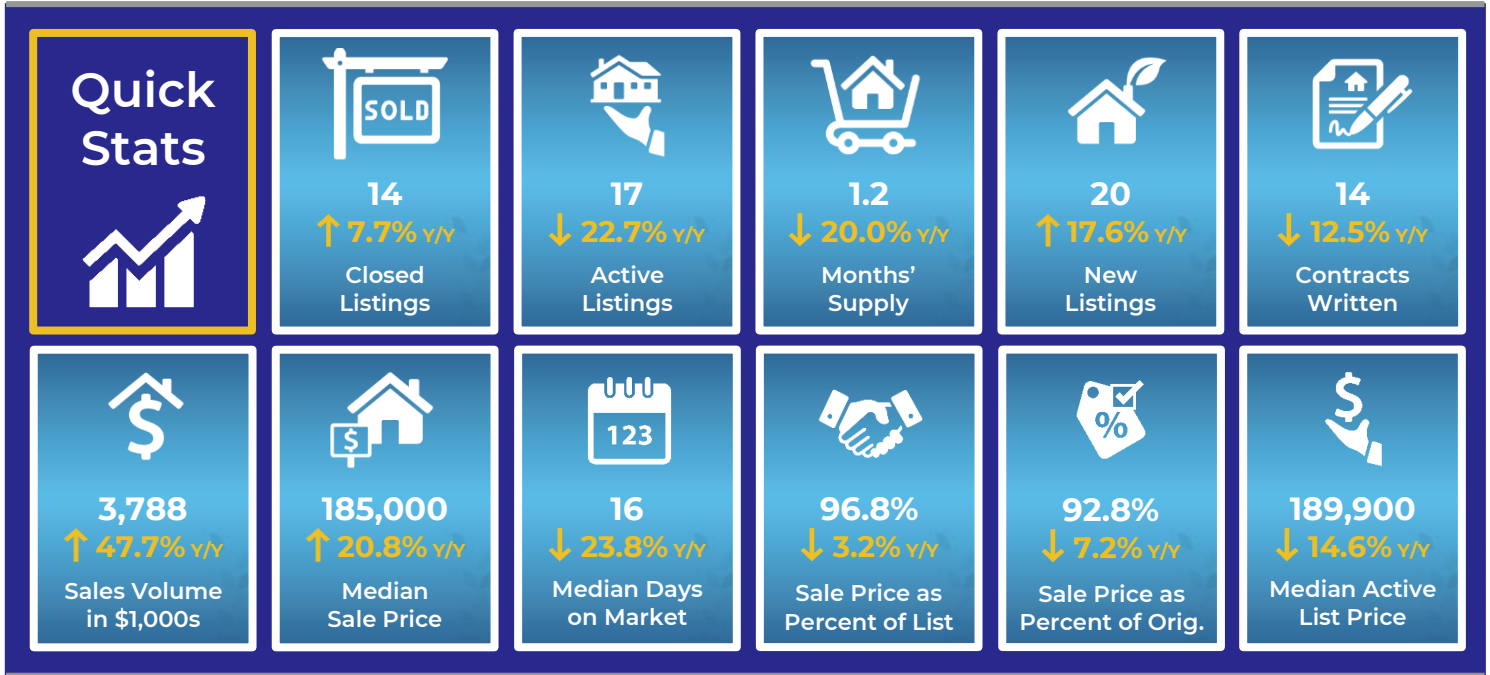 Quick
Stats
SOLD
14
↑ 7.7% Y/Y
Closed
Listings
17
↓ 22.7% Y/Y
Active
Listings
1.2
↓ 20.0% Y/Y
Months’
Supply
20
↑ 17.6% Y/Y
New
Listings
14
↓ 12.5% Y/Y
Contracts
Written
$
3,788
↑ 47.7% Y/Y
Sales Volume
in $1,000s
$
185,000
↑ 20.8% Y/Y
Median
Sale Price
123
16
↓ 23.8% Y/Y
Median Days
on Market
96.8%
↓ 3.2% Y/Y
Sale Price as
Percent of List
%
92.8%
↓ 7.2% Y/Y
Sale Price as
Percent of Orig.
$
189,900
↓ 14.6% Y/Y
Median Active
List Price